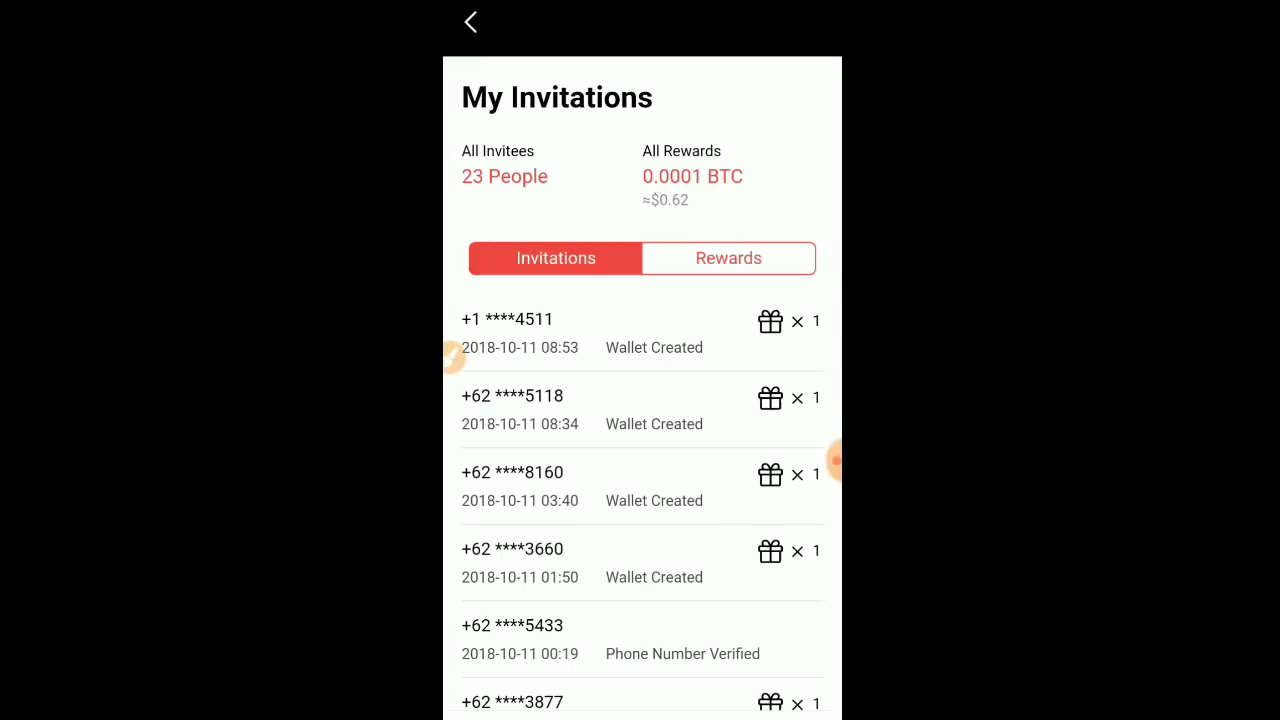 My Invitations
All Invitees All Rewards
23 People 0.0001 BTC
≈$0.62
Invitations Rewards
+1 ****4511 × 1
2018-10-11 08:53 Wallet Created
+62 ****5118 × 1
2018-10-11 08:34 Wallet Created
+62 ****8160 × 1
2018-10-11 03:40 Wallet Created
+62 ****3660 × 1
2018-10-11 01:50 Wallet Created
+62 ****5433
2018-10-11 00:19 Phone Number Verified
+62 ****3877 × 1